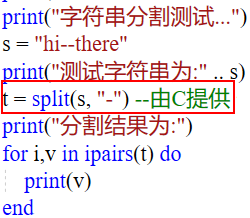 print("字符串分割测试...")
s = "hi--there"
print("测试字符串为:" .. s)
t = split(s, "-") --由C提供
print("分割结果为:")
for i,v in ipairs(t) do
    print(v)
end